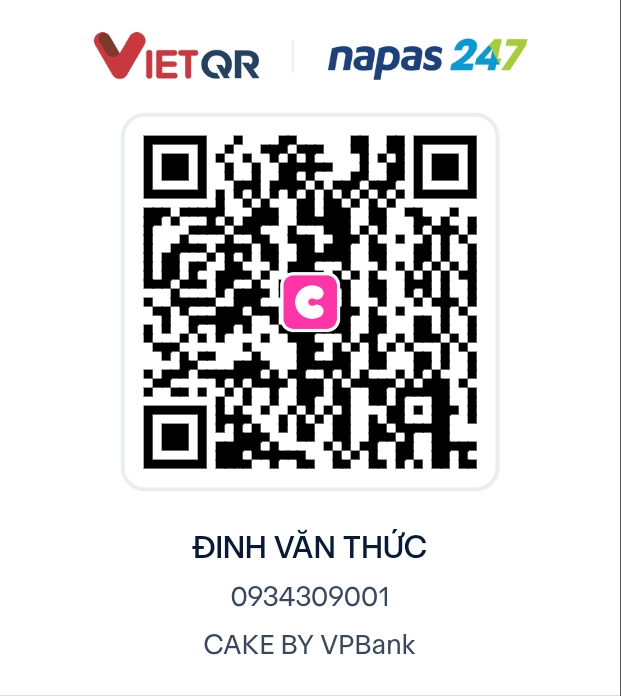 VIETQR napas 247
C
ĐINH VĂN THỨC
0934309001
CAKE BY VPBank